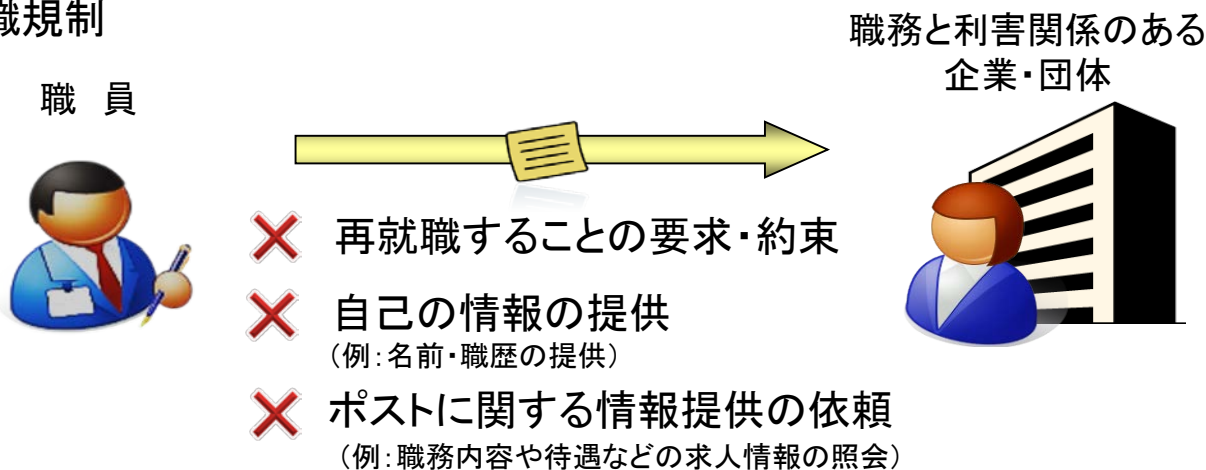 職規制
職務と利害関係のある
企業・団体
職 員
再就職することの要求・約束
自己の情報の提供
(例:名前・職歴の提供)
ポストに関する情報提供の依頼
(例:職務内容や待遇などの求人情報の照会)